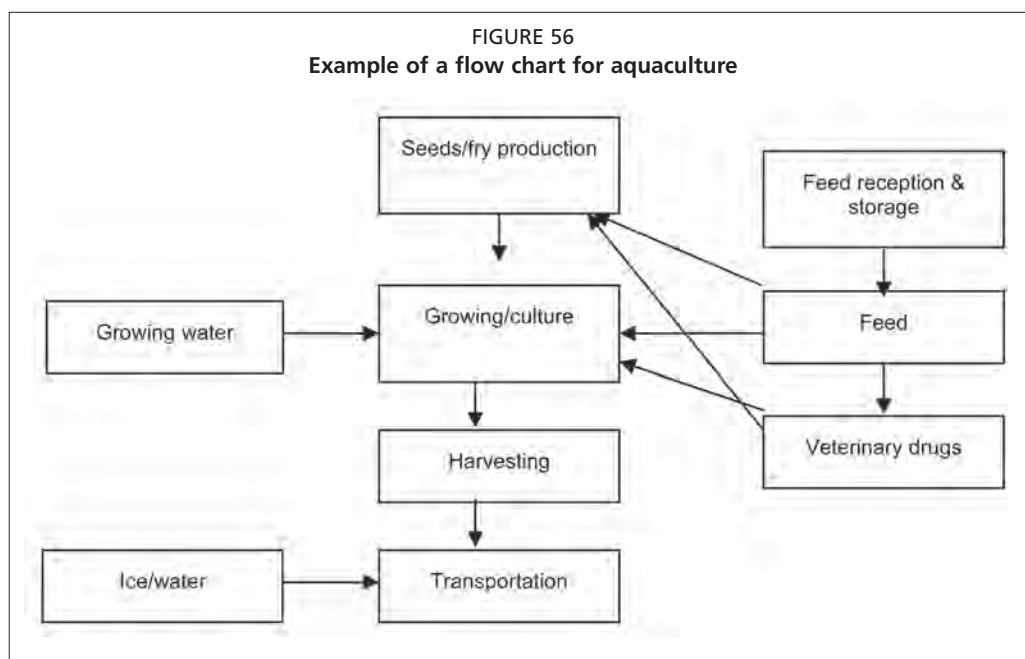 FIGURE 56
Example of a flow chart for aquaculture
Seeds/fry production
Feed reception &
storage
Growing water
Growing/culture
Feed
Veterinary drugs
Harvesting
Ice/water
Transportation